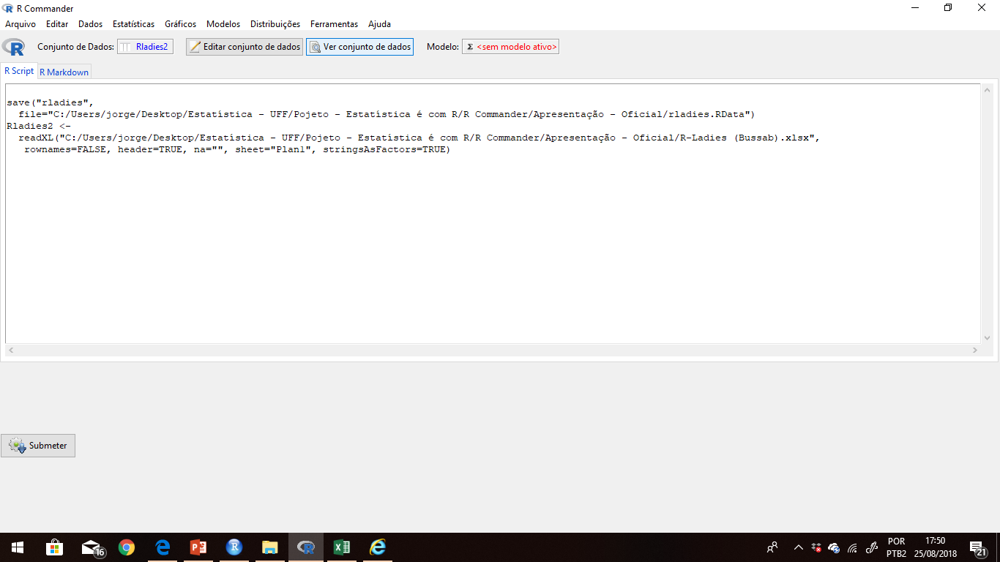 R Commander
Arquivo Editar Dados Estatísticas Gráficos Modelos Distribuições Ferramentas Ajuda
R Conjunto de Dados: Rladies2 Editar conjunto de dados Ver conjunto de dados Modelo: Σ <sem modelo ativo>
R Script R Markdown
save("rladies",
file="C:/Users/jorge/Desktop/Estatística - UFF/Pojeto - Estatística é com R/R Commander/Apresentação - Oficial/rladies.RData")
Rladies2 <-
readXL("C:/Users/jorge/Desktop/Estatística - UFF/Pojeto - Estatística é com R/R Commander/Apresentação - Oficial/R-Ladies (Bussab).xlsx",
rownames=FALSE, header=TRUE, na="", sheet="Plan1", stringsAsFactors=TRUE)
Submeter
16
POR
PTB2
17:50
25/08/2018
21